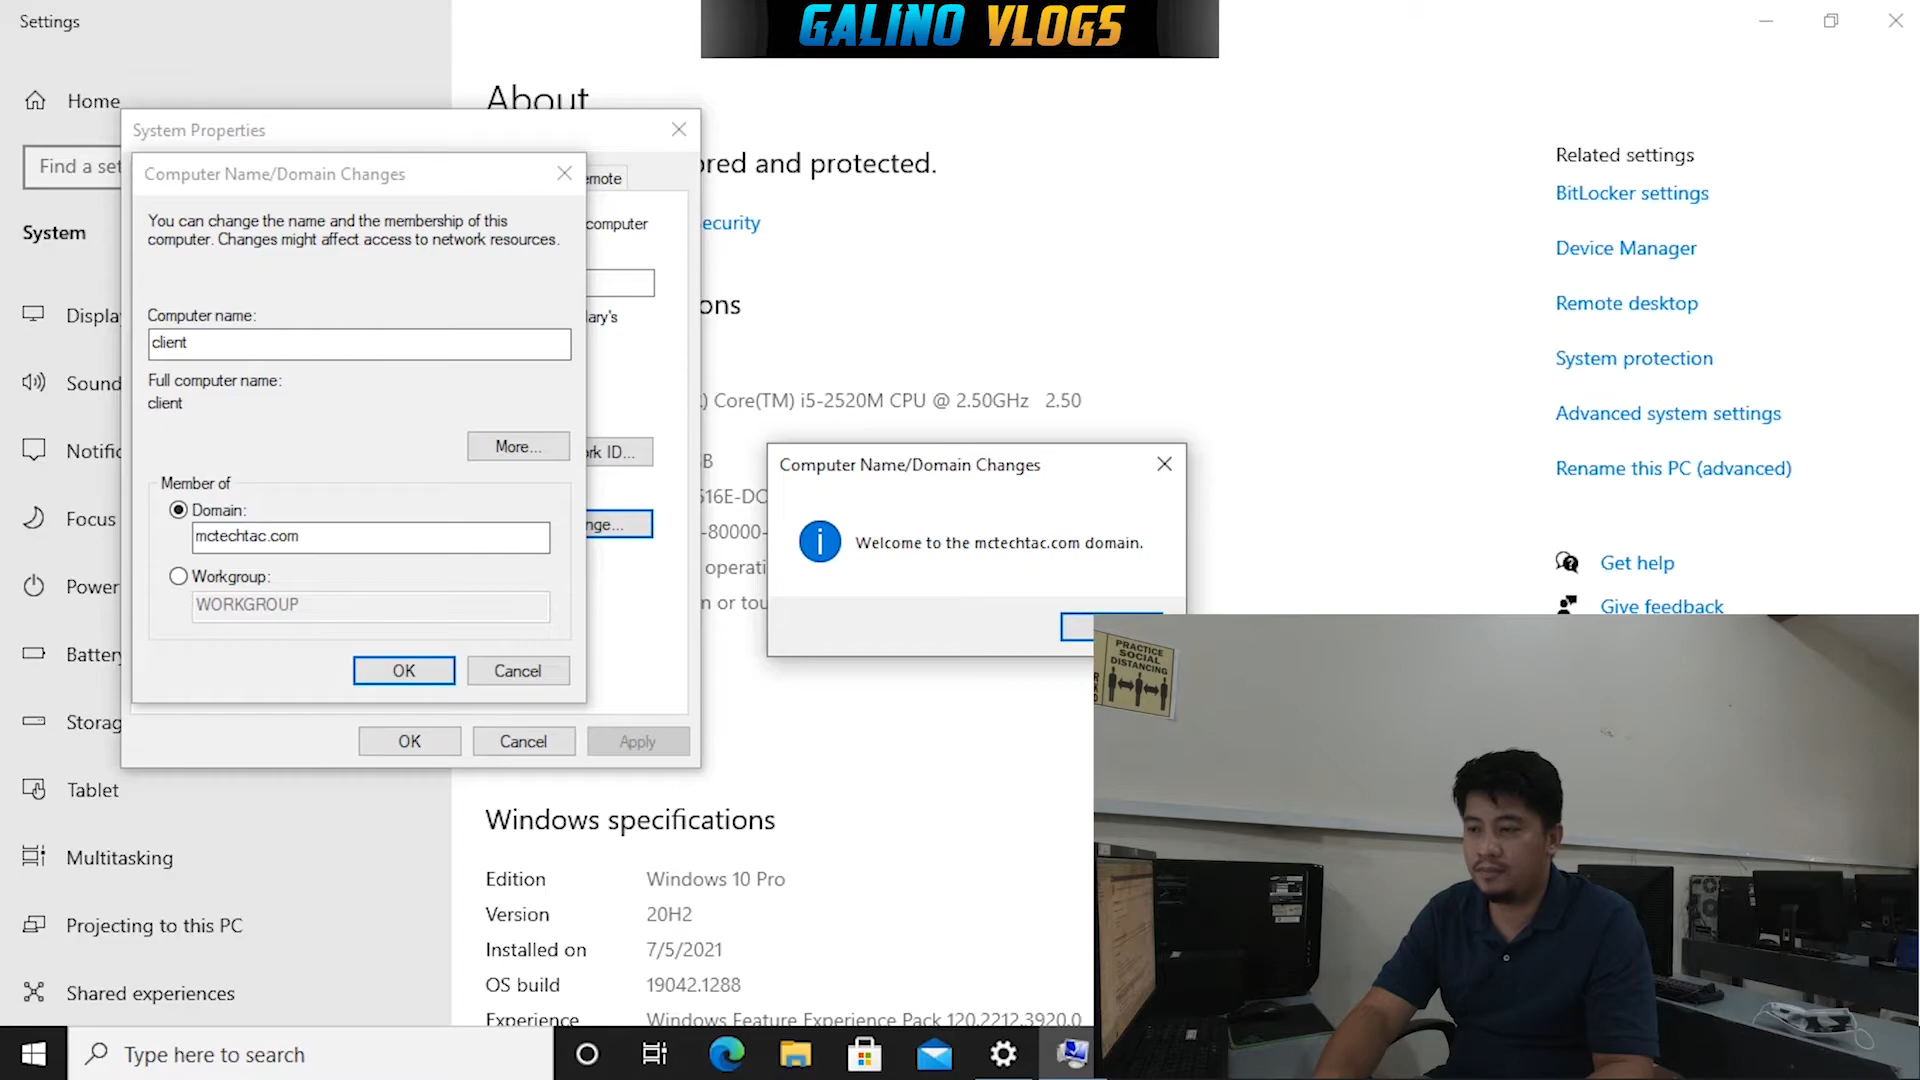 Settings
GALINO VLOGS
Home
Find a set
System
Display
Sound
Notific
Focus
Power
Battery
Storag
Tablet
Multitasking
Projecting to this PC
Shared experiences
About
ored and protected.
ecurity
ons
) Core(TM) i5-2520M CPU @ 2.50GHz 2.50
B
516E-DC
-80000-
operati
n or tou
Windows specifications
Edition Windows 10 Pro
Version 20H2
Installed on 7/5/2021
OS build 19042.1288
Experience Windows Feature Experience Pack 120.2212.3920.0
Related settings
BitLocker settings
Device Manager
Remote desktop
System protection
Advanced system settings
Rename this PC (advanced)
Get help
Give feedback
System Properties
emote
computer
ary's
rk ID...
nge...
OK Cancel Apply
Computer Name/Domain Changes
You can change the name and the membership of this
computer. Changes might affect access to network resources.
Computer name:
client
Full computer name:
client
More...
Member of
Domain:
mctechtac.com
Workgroup:
WORKGROUP
OK Cancel
Computer Name/Domain Changes
Welcome to the mctechtac.com domain.
PRACTICE
SOCIAL
DISTANCING
Type here to search